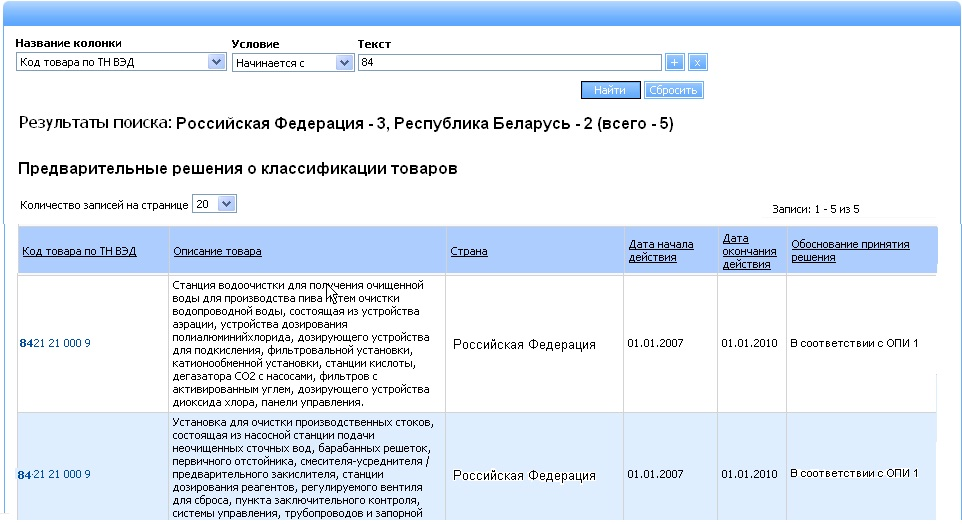 Название колонки Условие Текст
Код товара по ТН ВЭД Начинается с 84 + x
Найти Сбросить
Результаты поиска: Российская Федерация - 3, Республика Беларусь - 2 (всего - 5)
Предварительные решения о классификации товаров
Количество записей на странице 20 Записи: 1 - 5 из 5
Код товара по ТН ВЭД
Описание товара
Страна
Дата начала
действия
Дата
окончания
действия
Обоснование принятия
решения
8421 21 000 9
Станция водоочистки для получения очищенной
воды для производства пива путем очистки
водопроводной воды, состоящая из устройства
аэрации, устройства дозирования
полиалюминийхлорида, дозирующего устройства
для подкисления, фильтровальной установки,
катионообменной установки, станции кислоты,
дегазатора CO2 с насосами, фильтров с
активированным углем, дозирующего устройства
диоксида хлора, панели управления.
Российская Федерация
01.01.2007
01.01.2010
В соответствии с ОПИ 1
84-21 21 000 9
Установка для очистки производственных стоков,
состоящая из насосной станции подачи
неочищенных сточных вод, барабанных решеток,
первичного отстойника, смесителя-усреднителя /
предварительного закислителя, станции
дозирования реагентов, регулируемого вентиля
для сброса, пункта заключительного контроля,
системы управления, трубопроводов и запорной
Российская Федерация
01.01.2007
01.01.2010
В соответствии с ОПИ 1